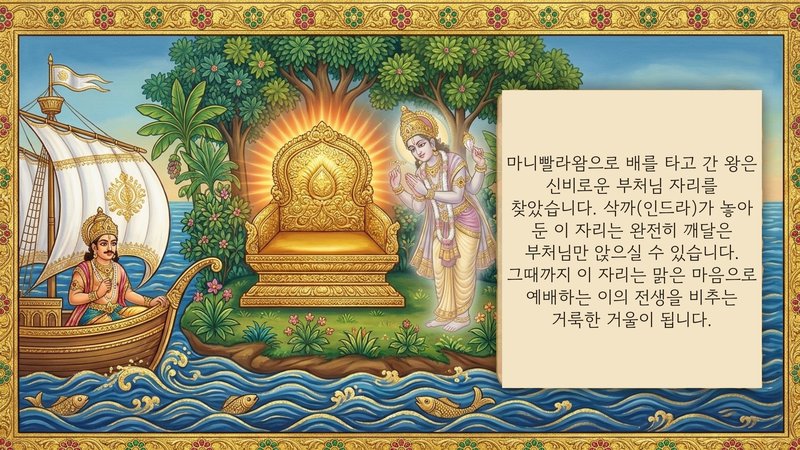 마니빨라왐으로 배를 타고 간 왕은
신비로운 부처님 자리를
찾았습니다. 삭까(인드라)가 놓아
둔 이 자리는 완전히 깨달은
부처님만 앉으실 수 있습니다.
그때까지 이 자리는 맑은 마음으로
예배하는 이의 전생을 비추는
거룩한 거울이 됩니다.